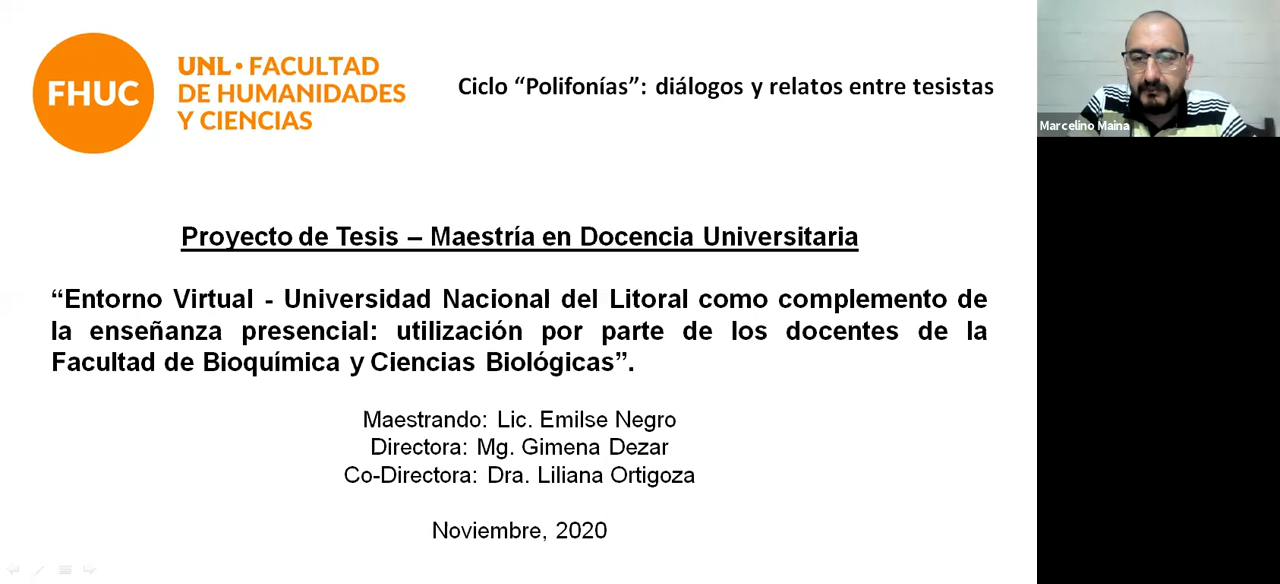 FHUC
UNL • FACULTAD
DE HUMANIDADES
Y CIENCIAS
Ciclo “Polifonías”: diálogos y relatos entre tesistas
Marcelino Maina
Proyecto de Tesis – Maestría en Docencia Universitaria
“Entorno Virtual - Universidad Nacional del Litoral como complemento de
la enseñanza presencial: utilización por parte de los docentes de la
Facultad de Bioquímica y Ciencias Biológicas”.
Maestrando: Lic. Emilse Negro
Directora: Mg. Gimena Dezar
Co-Directora: Dra. Liliana Ortigoza
Noviembre, 2020